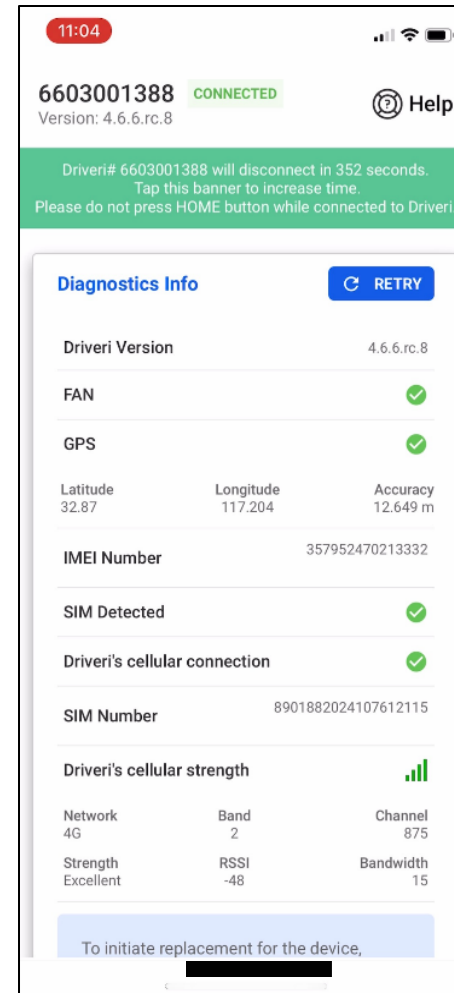 11:04
6603001388 CONNECTED
Version: 4.6.6.rc.8
Help
Driveri# 6603001388 will disconnect in 352 seconds.
Tap this banner to increase time.
Please do not press HOME button while connected to Driveri
Diagnostics Info
RETRY
Driveri Version 4.6.6.rc.8
FAN
GPS
Latitude Longitude Accuracy
32.87 117.204 12.649 m
IMEI Number 357952470213332
SIM Detected
Driveri's cellular connection
SIM Number 8901882024107612115
Driveri's cellular strength
Network Band Channel
4G 2 875
Strength RSSI Bandwidth
Excellent -48 15
To initiate replacement for the device,